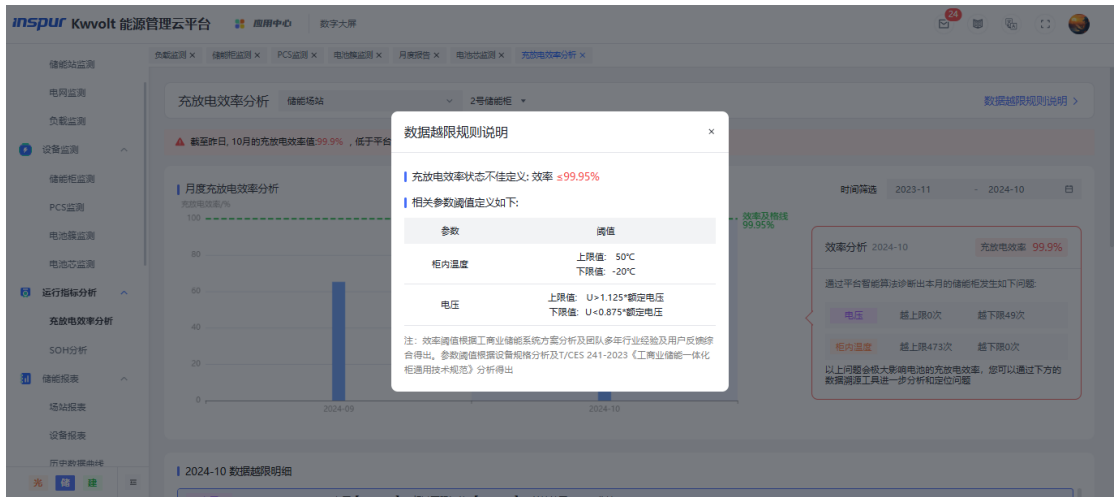 inspur Kwvolt 能源管理云平台 应用中心 数字大屏 24
负载监测 × 储能柜监测 × PCS监测 × 电池簇监测 × 月度报告 × 电池芯监测 × 充放电效率分析 ×
储能站监测
电网监测
负载监测
设备监测
储能柜监测
PCS监测
电池簇监测
电池芯监测
运行指标分析
充放电效率分析
SOH分析
储能报表
场站报表
设备报表
历史数据曲线
光 储 建
充放电效率分析 储能场站 2号储能柜 数据越限规则说明 >
截至昨日, 10月的充放电效率值:99.9% ，低于平台
月度充放电效率分析
时间筛选 2023-11 - 2024-10
充放电效率/%
100
80
60
40
20
0
2024-09 2024-10
效率及格线
99.95%
数据越限规则说明 ×
充放电效率状态不佳定义: 效率 ≤99.95%
相关参数阈值定义如下:
参数 阈值
柜内温度 上限值: 50℃
下限值: -20℃
电压 上限值: U>1.125*额定电压
下限值: U<0.875*额定电压
注：效率阈值根据工商业储能系统方案分析及团队多年行业经验及用户反馈综
合得出。参数阈值根据设备规格分析及T/CES 241-2023《工商业储能一体化
柜通用技术规范》分析得出
效率分析 2024-10 充放电效率 99.9%
通过平台智能算法诊断出本月的储能柜发生如下问题:
电压 越上限0次 越下限49次
柜内温度 越上限473次 越下限0次
以上问题会极大影响电池的充放电效率，您可以通过下方的
数据溯源工具进一步分析和定位问题
2024-10 数据越限明细